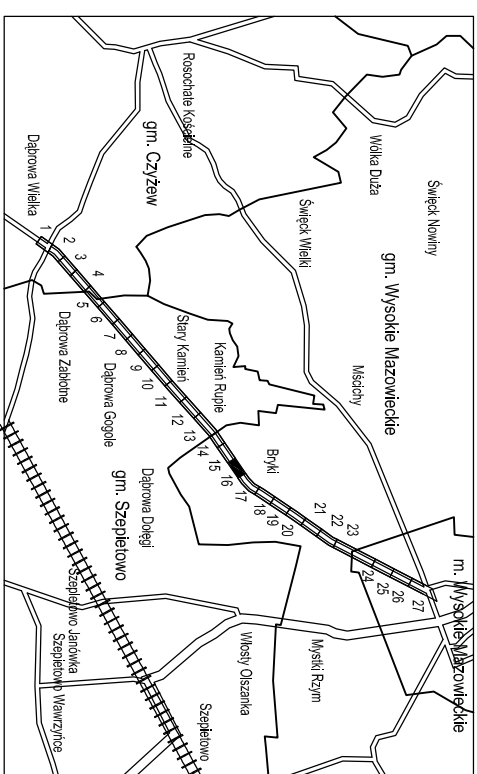 Święck Nowiny
Wólka Duża
Rosochate Kościelne
gm. Czyżew
Święck Wielki
gm. Wysokie Mazowieckie
Dąbrowa Wielka
Mścichy
Stary Kamień
Kamień Rupie
Dąbrowa Zabłotne
Dąbrowa Gogole
Bryki
Dąbrowa Dołęgi
gm. Szepietowo
m. Wysokie Mazowieckie
Mystki Rzym
Włosty Olszanka
Szepietowo Janówka
Szepietowo Wawrzyńce
Szepietowo
1
2
3
4
5
6
7
8
9
10
11
12
13
14
15
16
17
18
19
20
21
22
23
24
25
26
27